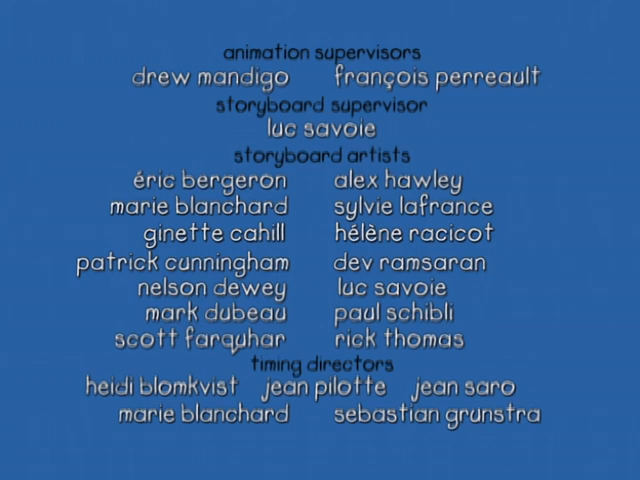 animation supervisors
drew mandigo françois perreault
storyboard supervisor
luc savoie
storyboard artists
éric bergeron alex hawley
marie blanchard sylvie lafrance
ginette cahill hélène racicot
patrick cunningham dev ramsaran
nelson dewey luc savoie
mark dubeau paul schibli
scott farquhar rick thomas
timing directors
heidi blomkvist jean pilotte jean saro
marie blanchard sebastian grunstra